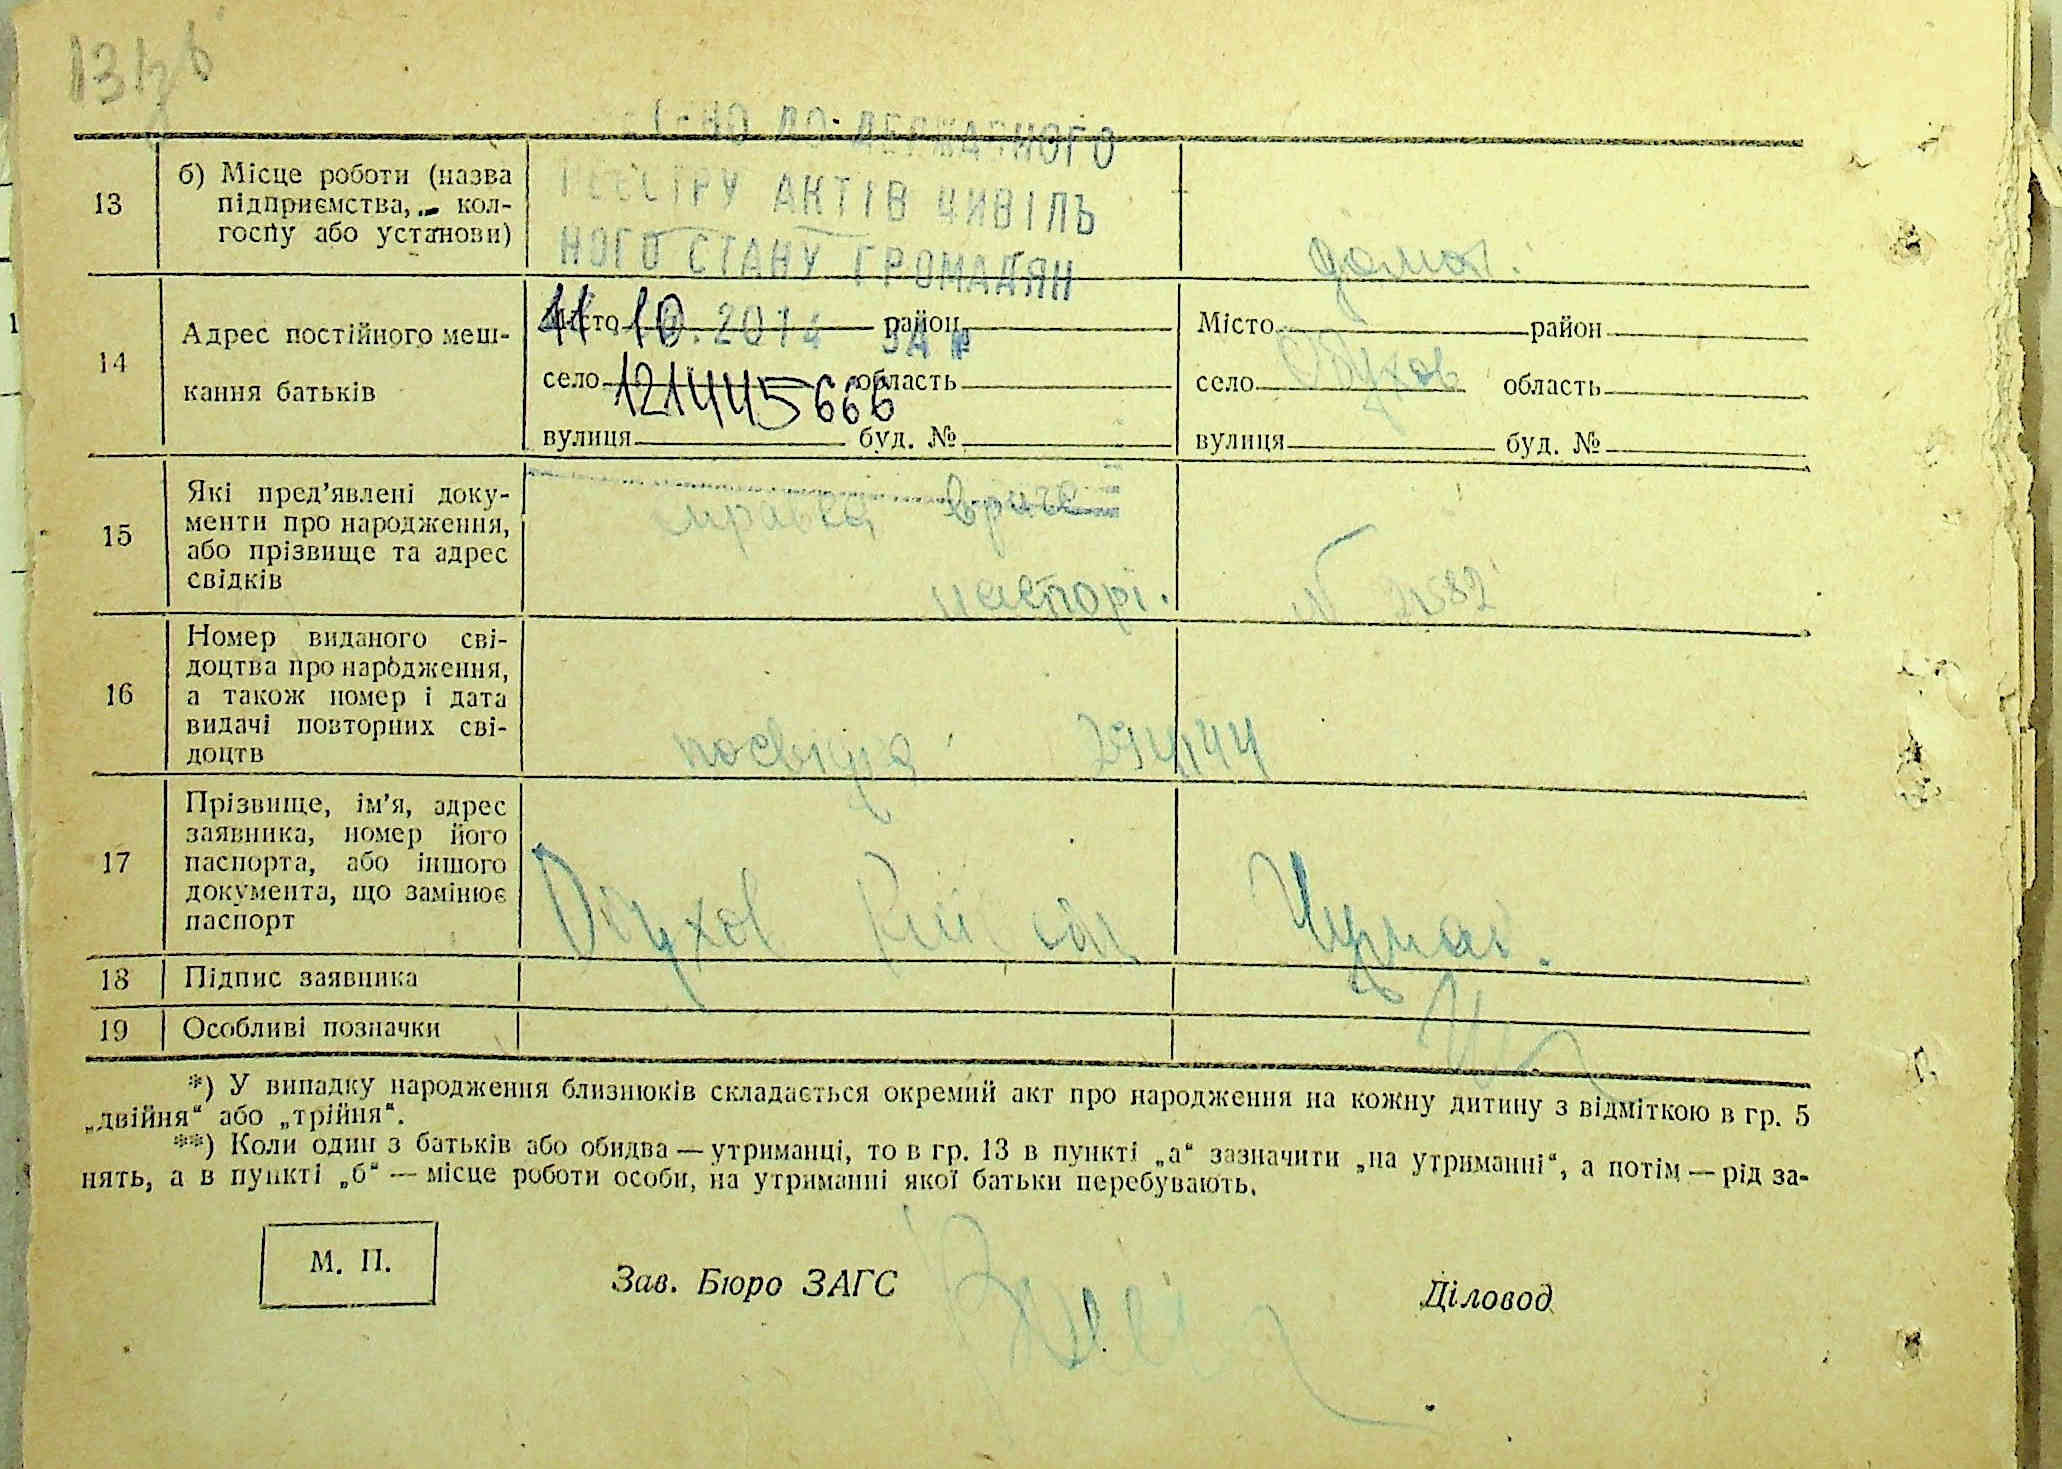 ДО ДЕРЖАВНОГО
РЕЄСТРУ АКТІВ ЦИВІЛЬ
НОГО СТАНУ ГРОМАДЯН
11 10 2014
121445666
13 б) Місце роботи (назва
підприємства, кол-
госпу або установи)
домог.
14 Адрес постійного меш-
кання батьків
Місто район
село область
вулиця буд. №
Місто район
село Обухов область
вулиця буд. №
15 Які пред’явлені доку-
менти про народження,
або прізвище та адрес
свідків
справка врача
паспорт.
16 Номер виданого сві-
доцтва про народження,
а також номер і дата
видачі повторних сві-
доцтв
17 Прізвище, ім’я, адрес
заявника, номер його
паспорта, або іншого
документа, що замінює
паспорт
Обухов
18 Підпис заявника
19 Особливі позначки
*) У випадку народження близнюків складається окремий акт про народження на кожну дитину з відміткою в гр. 5
„двійня“ або „трійня“.
**) Коли один з батьків або обидва — утриманці, то в гр. 13 в пункті „а“ зазначити „на утриманні“, а потім — рід за-
нять, а в пункті „б“ — місце роботи особи, на утриманні якої батьки перебувають.
М. П.
Зав. Бюро ЗАГС
Діловод